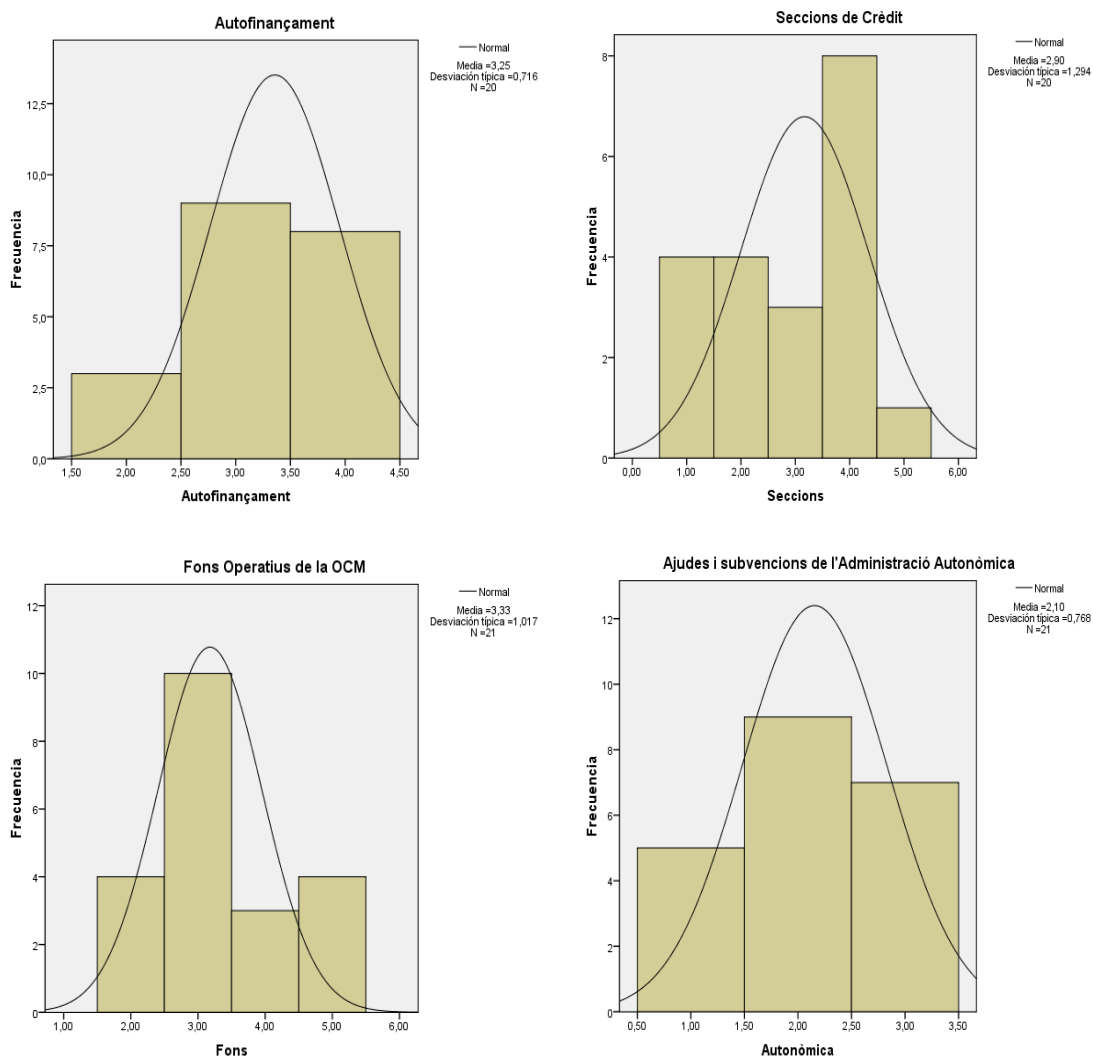 Autofinançament
Normal
Media =3,25
Desviación típica =0,716
N =20
Frecuencia
12,5
10,0
7,5
5,0
2,5
0,0
1,50 2,00 2,50 3,00 3,50 4,00 4,50
Autofinançament
Seccions de Crèdit
Normal
Media =2,90
Desviación típica =1,294
N =20
Frecuencia
8
6
4
2
0
0,00 1,00 2,00 3,00 4,00 5,00 6,00
Seccions
Fons Operatius de la OCM
Normal
Media =3,33
Desviación típica =1,017
N =21
Frecuencia
12
10
8
6
4
2
0
1,00 2,00 3,00 4,00 5,00 6,00
Fons
Ajudes i subvencions de l'Administració Autonòmica
Normal
Media =2,10
Desviación típica =0,768
N =21
Frecuencia
12
10
8
6
4
2
0
0,50 1,00 1,50 2,00 2,50 3,00 3,50
Autonòmica